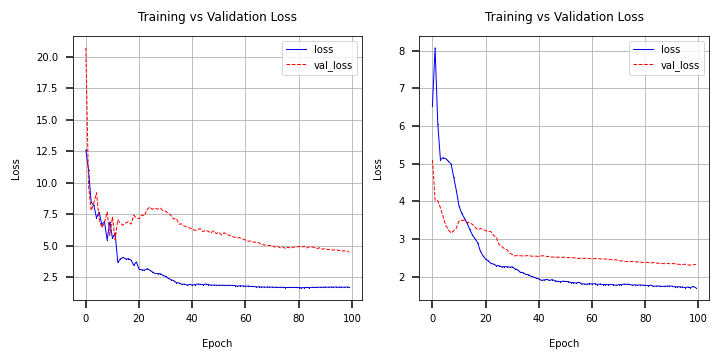 Training vs Validation Loss
loss
val_loss
20.0
17.5
15.0
12.5
10.0
7.5
5.0
2.5
Loss
0 20 40 60 80 100
Epoch
Training vs Validation Loss
loss
val_loss
8
7
6
5
4
3
2
Loss
0 20 40 60 80 100
Epoch